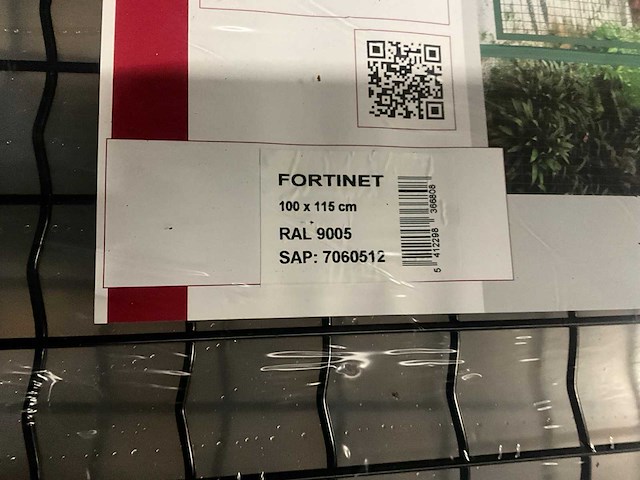 FORTINET
100 x 115 cm
RAL 9005
SAP: 7060512
5 412298 366808